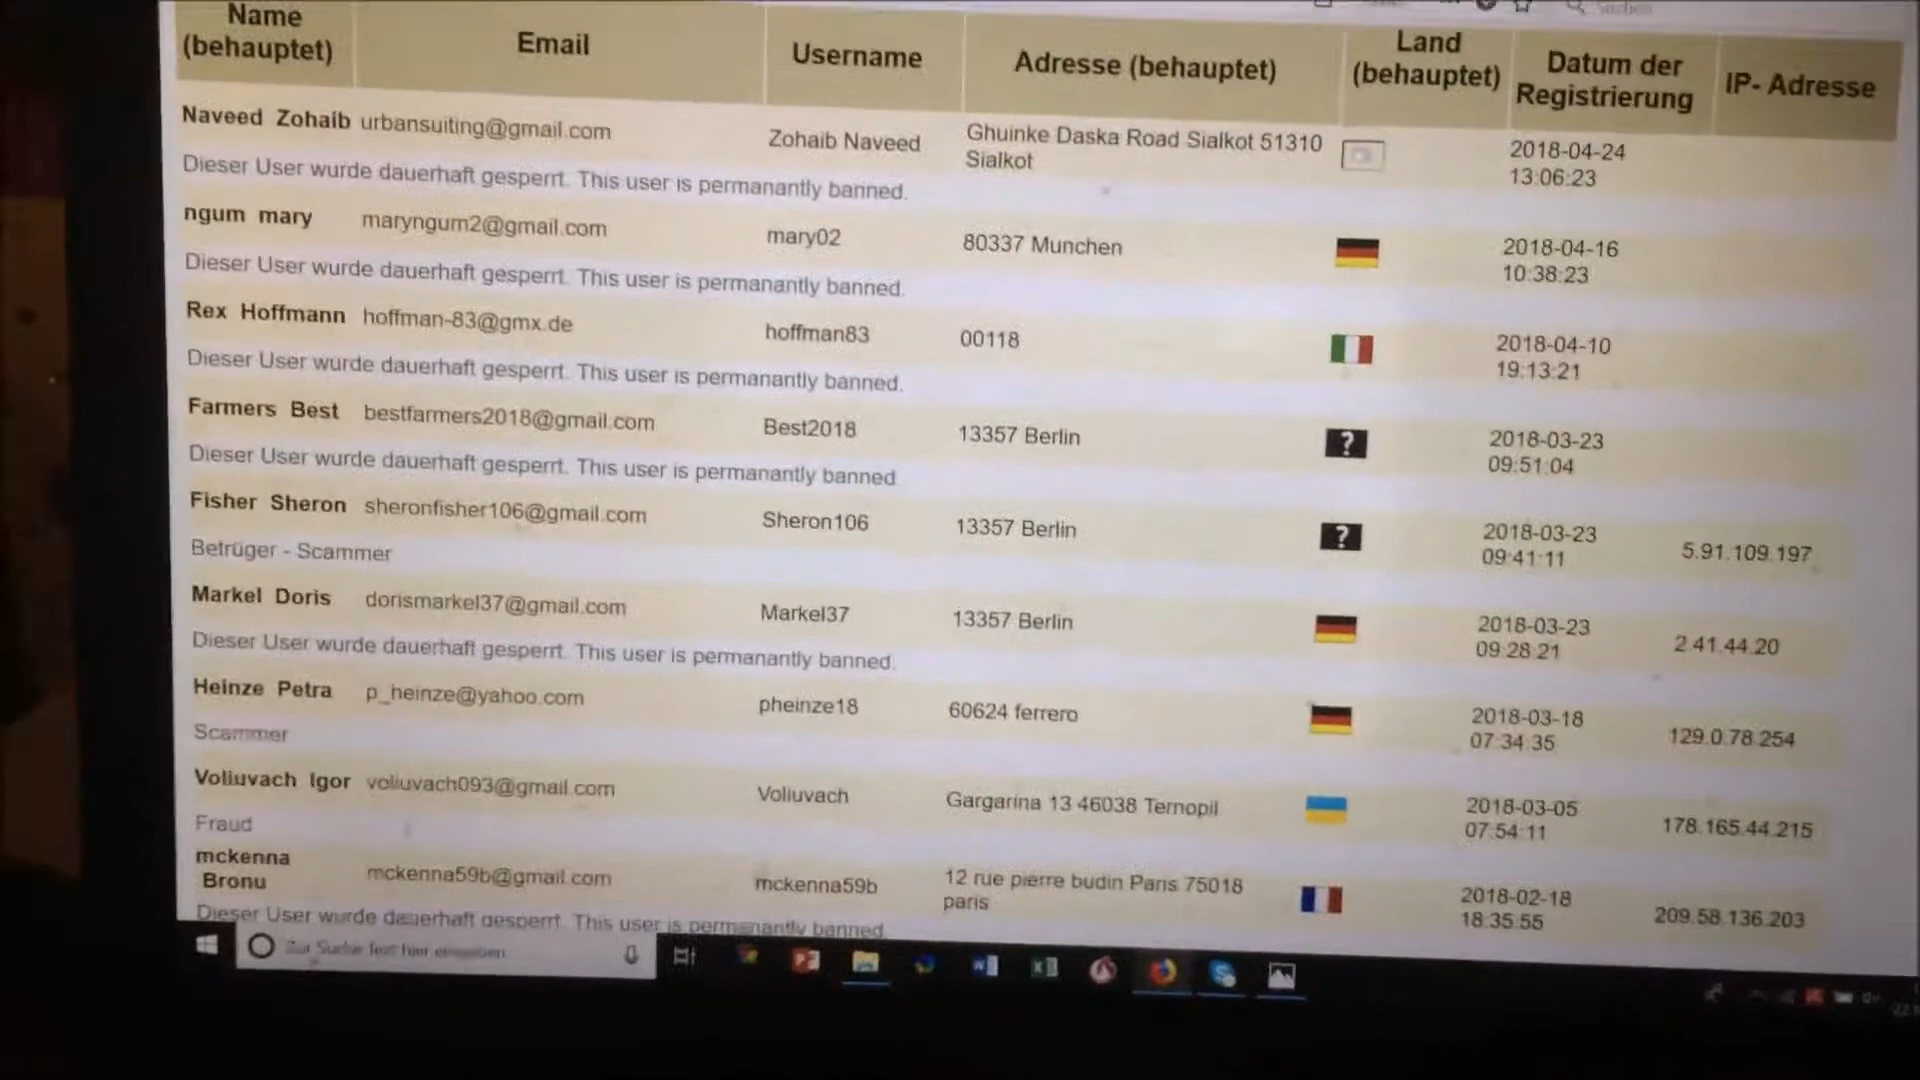 Name (behauptet) Email Username Adresse (behauptet) Land (behauptet) Datum der Registrierung IP- Adresse
Naveed Zohaib urbansuiting@gmail.com Zohaib Naveed Ghuinke Daska Road Sialkot 51310 Sialkot 2018-04-24 13:06:23
Dieser User wurde dauerhaft gesperrt. This user is permanantly banned.
ngum mary maryngum2@gmail.com mary02 80337 Munchen 2018-04-16 10:38:23
Dieser User wurde dauerhaft gesperrt. This user is permanantly banned.
Rex Hoffmann hoffman-83@gmx.de hoffman83 00118 2018-04-10 19:13:21
Dieser User wurde dauerhaft gesperrt. This user is permanantly banned.
Farmers Best bestfarmers2018@gmail.com Best2018 13357 Berlin ? 2018-03-23 09:51:04
Dieser User wurde dauerhaft gesperrt. This user is permanantly banned.
Fisher Sheron sheronfisher106@gmail.com Sheron106 13357 Berlin ? 2018-03-23 09:41:11 5.91.109.197
Betrüger - Scammer
Markel Doris dorismarkel37@gmail.com Markel37 13357 Berlin 2018-03-23 09:28:21 2.41.44.20
Dieser User wurde dauerhaft gesperrt. This user is permanantly banned.
Heinze Petra p_heinze@yahoo.com pheinze18 60624 ferrero 2018-03-18 07:34:35 129.0.78.254
Scammer
Voliuvach Igor voliuvach093@gmail.com Voliuvach Gargarina 13 46038 Ternopil 2018-03-05 07:54:11 178.165.44.215
Fraud
mckenna Bronu mckenna59b@gmail.com mckenna59b 12 rue pierre budin Paris 75018 paris 2018-02-18 18:35:55 209.58.136.203
Dieser User wurde dauerhaft gesperrt. This user is permanantly banned.
Zur Suche Text hier eingeben